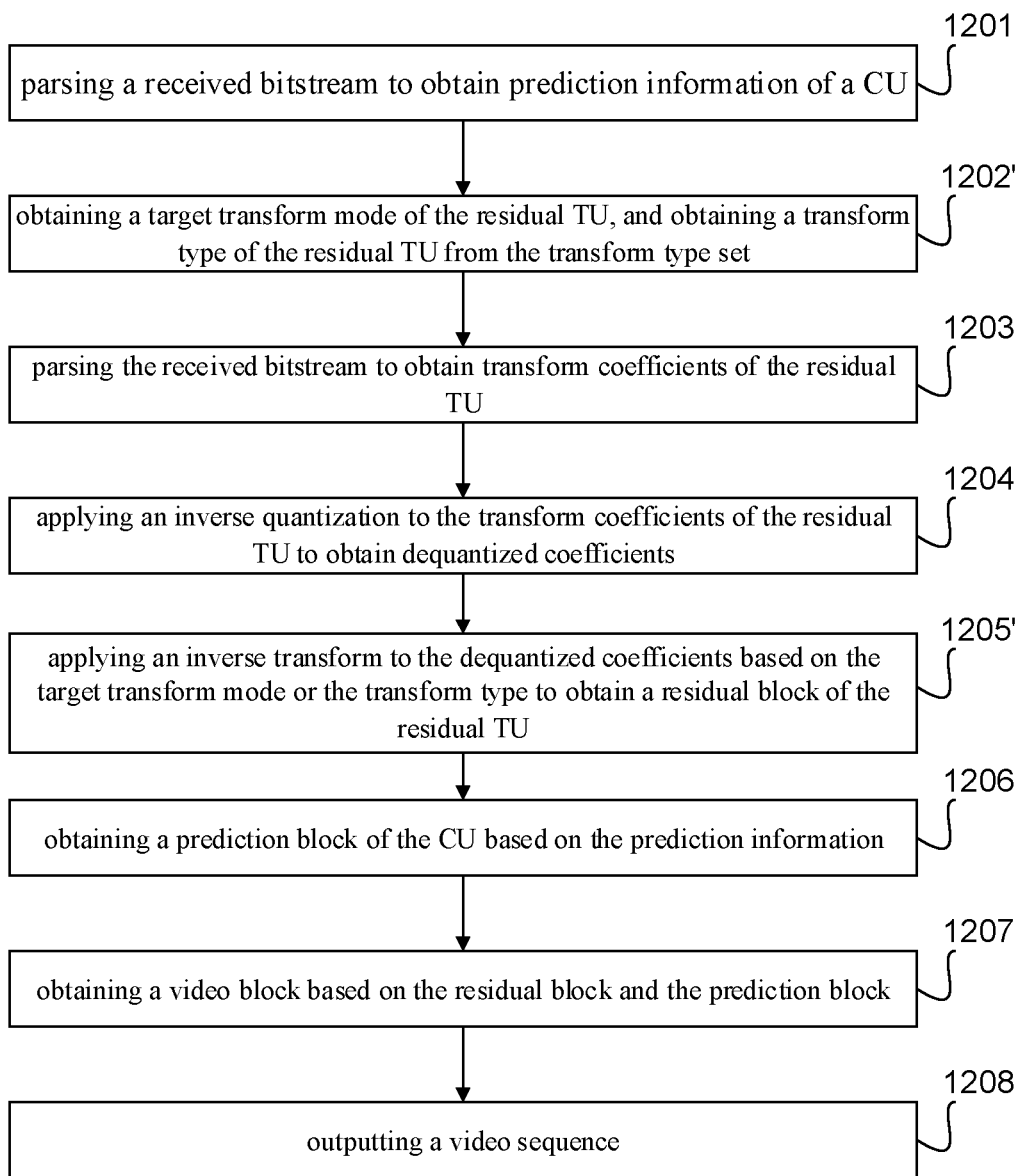 1201
parsing a received bitstream to obtain prediction information of a CU
1202'
obtaining a target transform mode of the residual TU, and obtaining a transform
type of the residual TU from the transform type set
1203
parsing the received bitstream to obtain transform coefficients of the residual
TU
1204
applying an inverse quantization to the transform coefficients of the residual
TU to obtain dequantized coefficients
1205'
applying an inverse transform to the dequantized coefficients based on the
target transform mode or the transform type to obtain a residual block of the
residual TU
1206
obtaining a prediction block of the CU based on the prediction information
1207
obtaining a video block based on the residual block and the prediction block
1208
outputting a video sequence